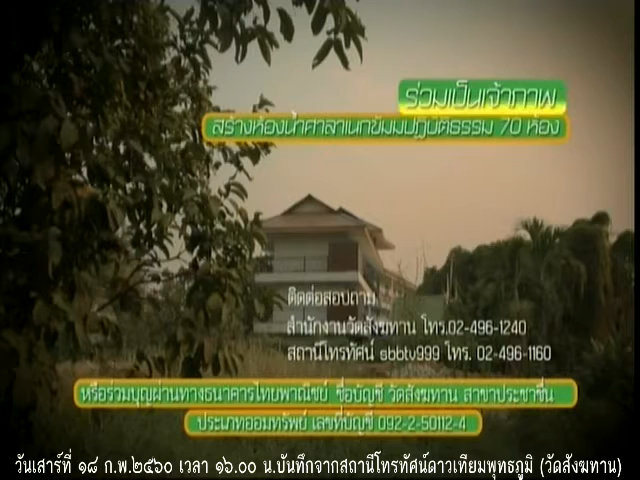 ร่วมเป็นเจ้าภาพ
สร้างห้องน้ำศาลาเนกขัมมปฏิบัติธรรม 70 ห้อง
ติดต่อสอบถาม
สำนักงานวัดสังฆทาน โทร.02-496-1240
สถานีโทรทัศน์ sbbtv999 โทร. 02-496-1160
หรือร่วมบุญผ่านทางธนาคารไทยพาณิชย์ ชื่อบัญชี วัดสังฆทาน สาขาประชาชื่น
ประเภทออมทรัพย์ เลขที่บัญชี 092-2-50112-4
วันเสาร์ที่ ๑๘ ก.พ.๒๕๖๐ เวลา ๑๖.๐๐ น.บันทึกจากสถานีโทรทัศน์ดาวเทียมพุทธภูมิ (วัดสังฆทาน)